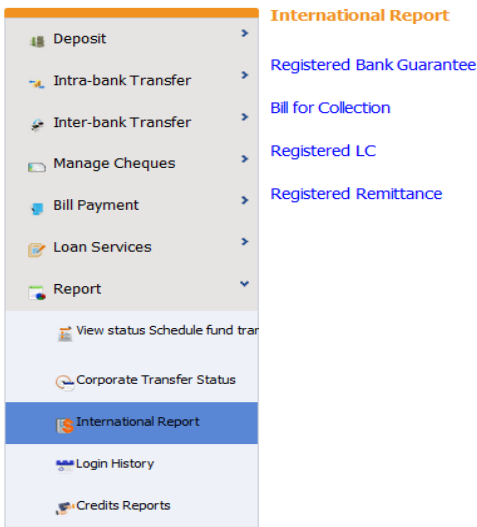 Deposit
Intra-bank Transfer
Inter-bank Transfer
Manage Cheques
Bill Payment
Loan Services
Report
View status Schedule fund tran
Corporate Transfer Status
International Report
Login History
Credits Reports
International Report
Registered Bank Guarantee
Bill for Collection
Registered LC
Registered Remittance